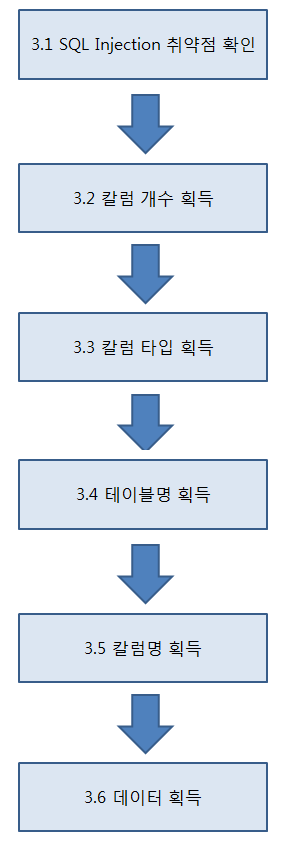 3.1 SQL Injection 취약점 확인
3.2 칼럼 개수 획득
3.3 칼럼 타입 획득
3.4 테이블명 획득
3.5 칼럼명 획득
3.6 데이터 획득